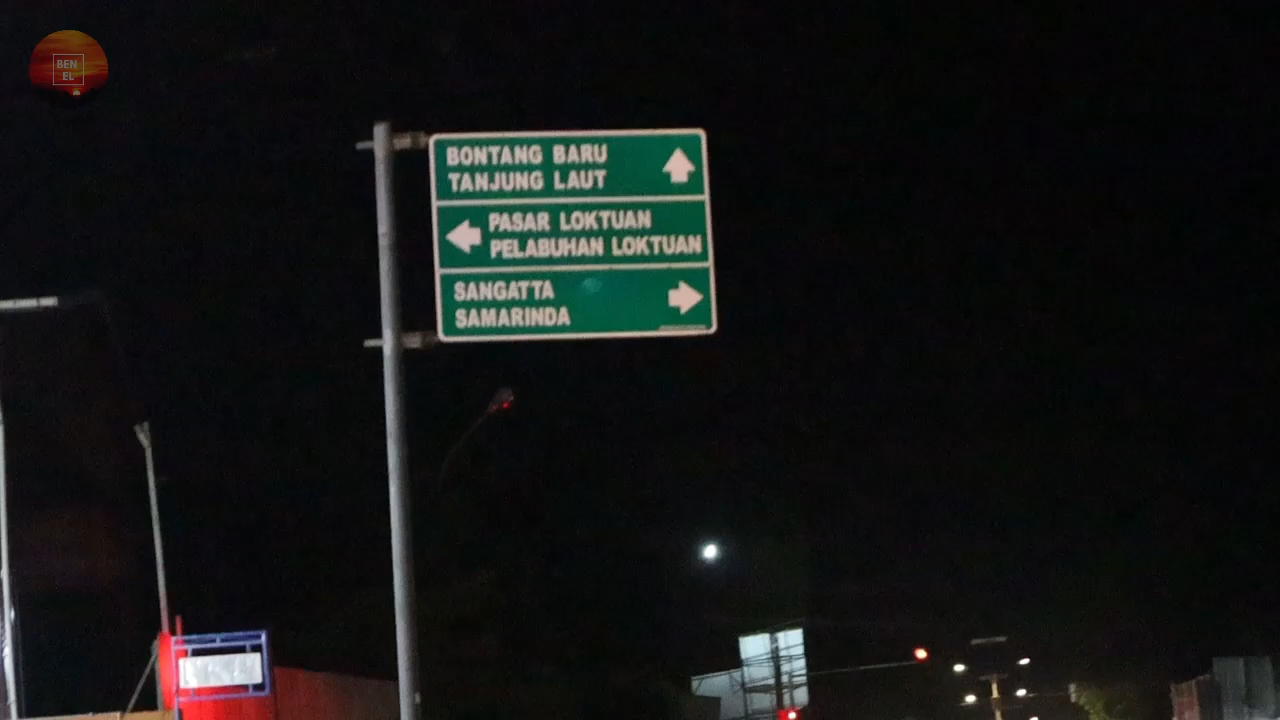 BEN
EL
BONTANG BARU
TANJUNG LAUT
PASAR LOKTUAN
PELABUHAN LOKTUAN
SANGATTA
SAMARINDA